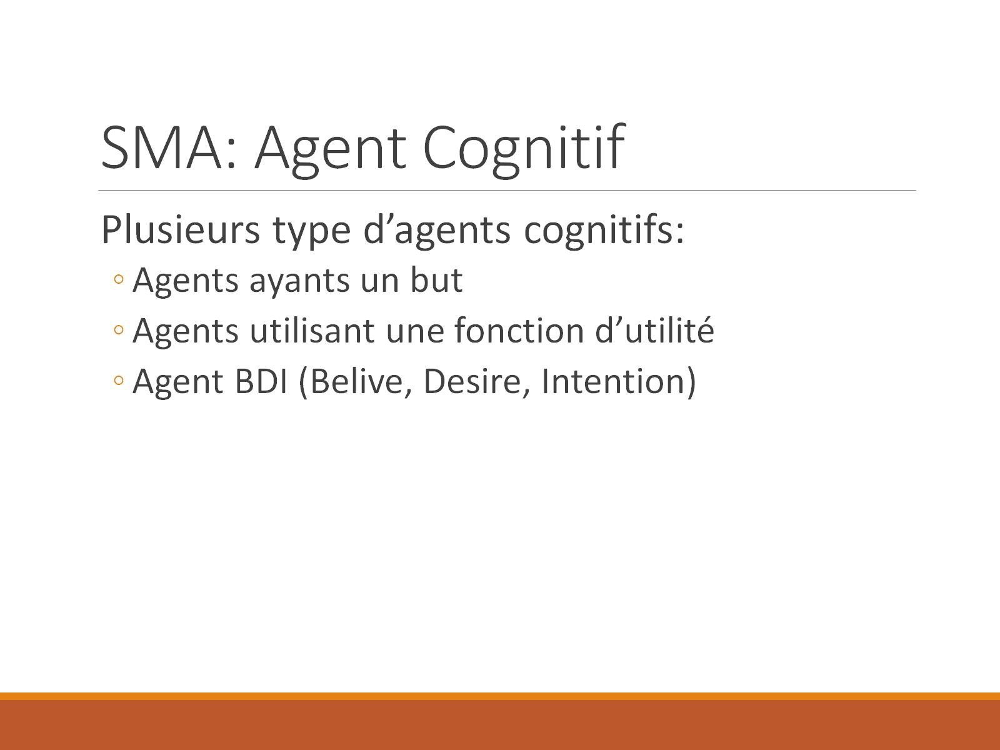 SMA: Agent Cognitif
Plusieurs type d’agents cognitifs:
◦ Agents ayants un but
◦ Agents utilisant une fonction d’utilité
◦ Agent BDI (Belive, Desire, Intention)